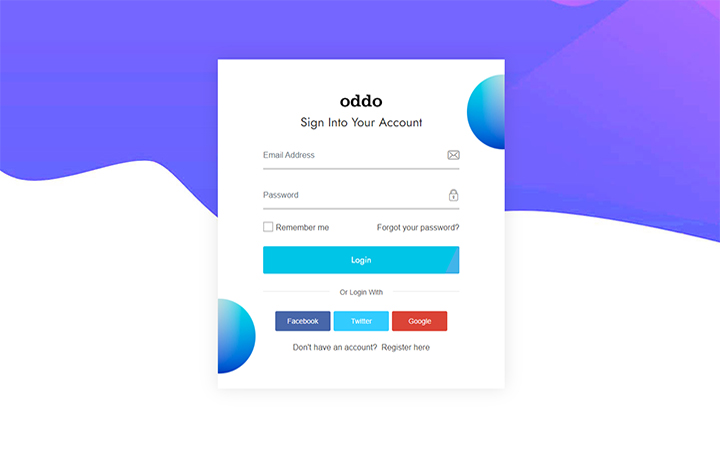 oddo
Sign Into Your Account
Email Address
Password
Remember me Forgot your password?
Login
Or Login With
Facebook Twitter Google
Don't have an account? Register here